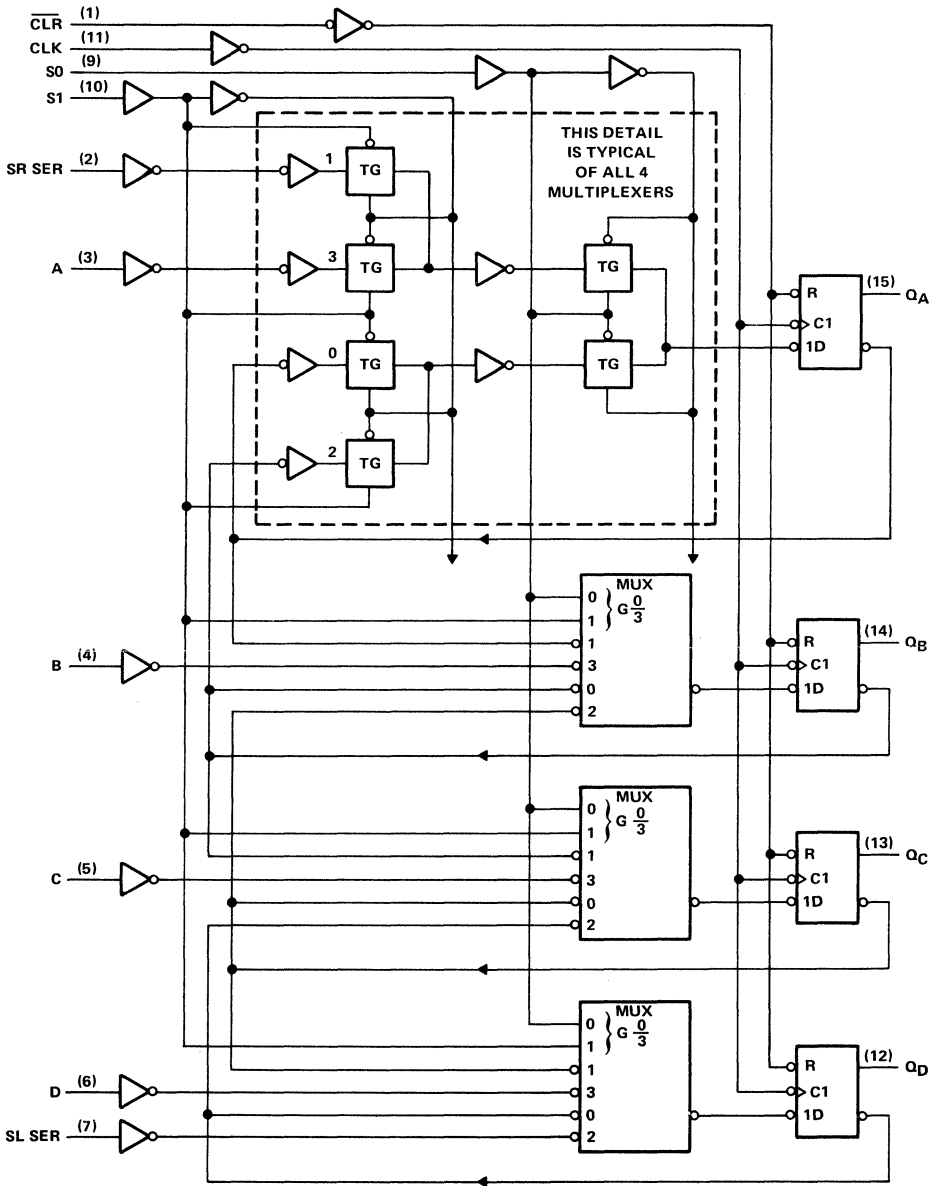 CLR (1)
CLK (11)
S0 (9)
S1 (10)
THIS DETAIL
IS TYPICAL
OF ALL 4
MULTIPLEXERS
SR SER (2)
1
TG
A (3)
3
TG
TG
R
(15)
QA
C1
1D
0
TG
TG
2
TG
MUX
0
1
} G 0/3
1
3
0
2
B (4)
R
(14)
QB
C1
1D
MUX
0
1
} G 0/3
1
3
0
2
C (5)
R
(13)
QC
C1
1D
MUX
0
1
} G 0/3
1
3
0
2
D (6)
SL SER (7)
R
(12)
QD
C1
1D